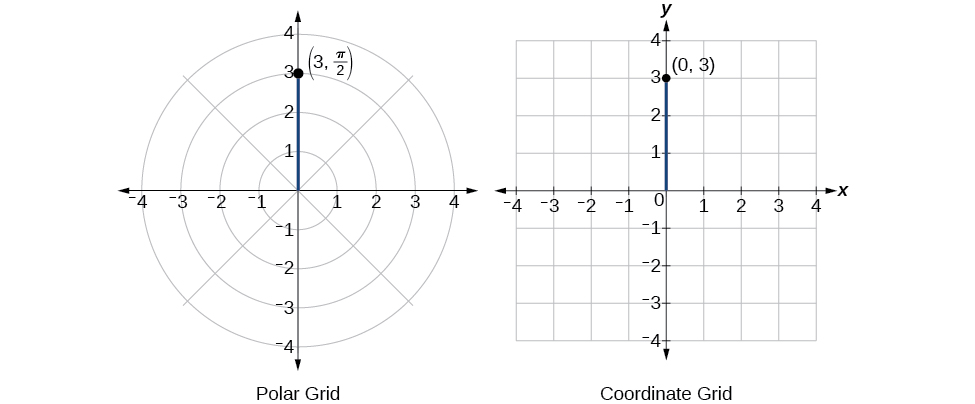 4
(3, π/2)
3
2
1
−4 −3 −2 −1 1 2 3 4
−1
−2
−3
−4
Polar Grid
y
4
(0, 3)
3
2
1
−4 −3 −2 −1 0 1 2 3 4 x
−1
−2
−3
−4
Coordinate Grid